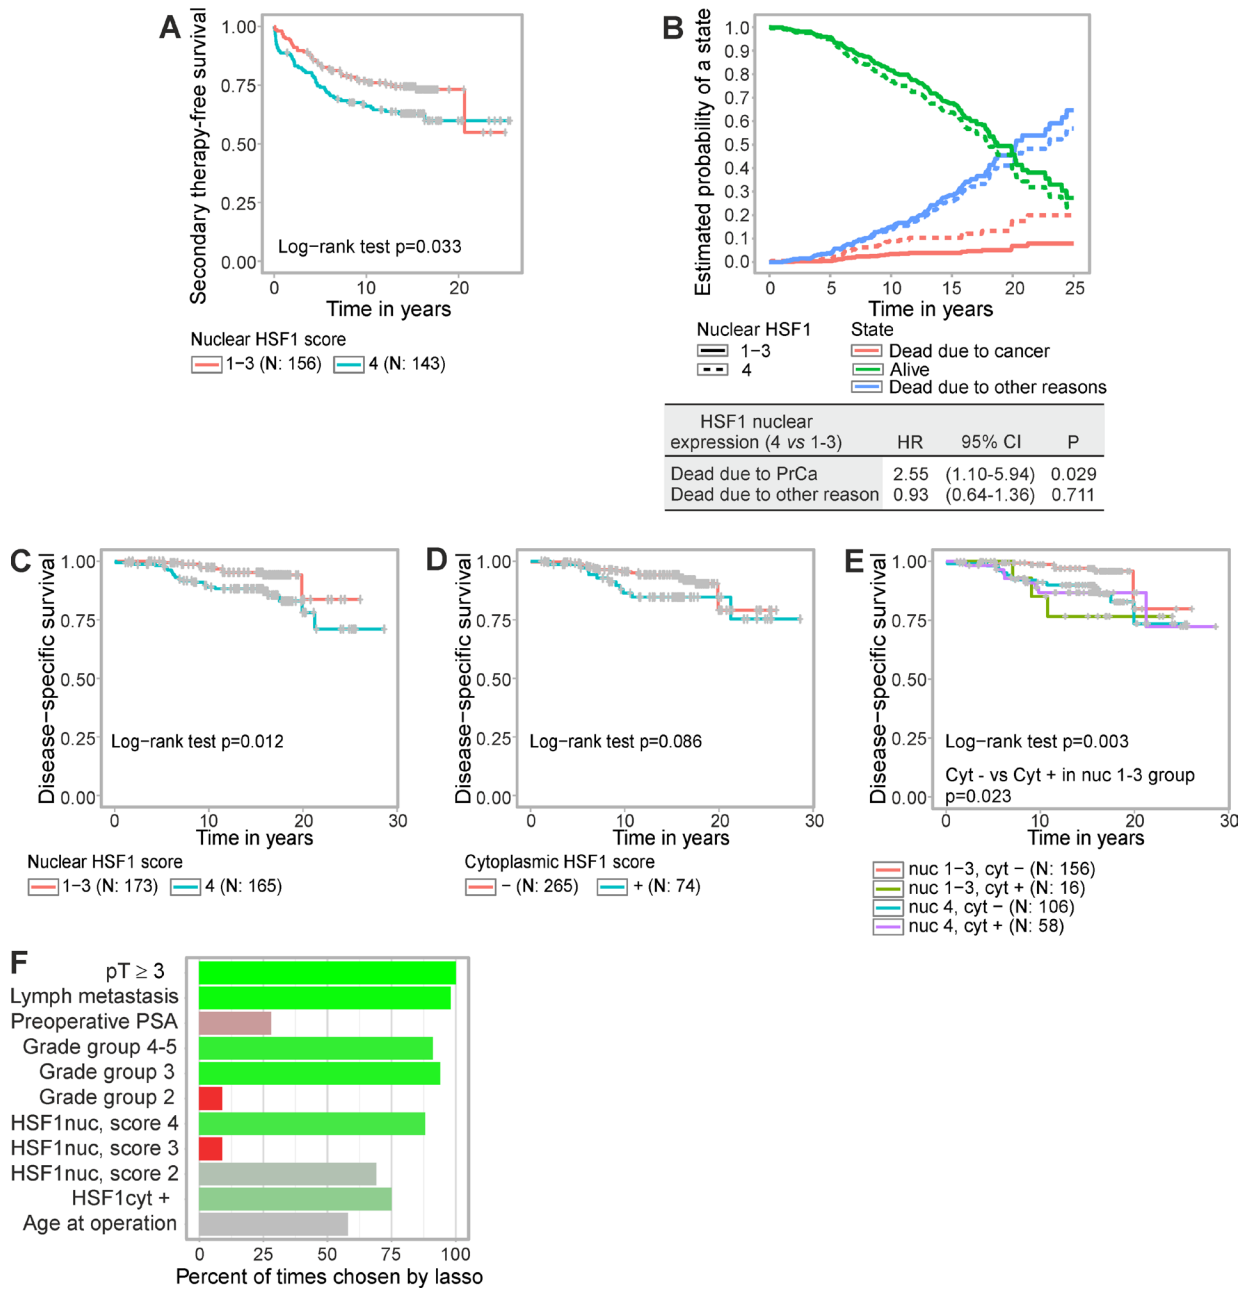 A
Secondary therapy-free survival
1.00
0.75
0.50
0.25
0.00
Log-rank test p=0.033
0
10
20
Time in years
Nuclear HSF1 score
1-3 (N: 156)
4 (N: 143)
B
Estimated probability of a state
1.0
0.9
0.8
0.7
0.6
0.5
0.4
0.3
0.2
0.1
0.0
0
5
10
15
20
25
Time in years
Nuclear HSF1
1-3
4
State
Dead due to cancer
Alive
Dead due to other reasons
HSF1 nuclear
expression (4 vs 1-3) HR 95% CI P
Dead due to PrCa 2.55 (1.10-5.94) 0.029
Dead due to other reason 0.93 (0.64-1.36) 0.711
C
Disease-specific survival
1.00
0.75
0.50
0.25
0.00
Log-rank test p=0.012
0
10
20
30
Time in years
Nuclear HSF1 score
1-3 (N: 173)
4 (N: 165)
D
Disease-specific survival
1.00
0.75
0.50
0.25
0.00
Log-rank test p=0.086
0
10
20
30
Time in years
Cytoplasmic HSF1 score
- (N: 265)
+ (N: 74)
E
Disease-specific survival
1.00
0.75
0.50
0.25
0.00
Log-rank test p=0.003
Cyt - vs Cyt + in nuc 1-3 group
p=0.023
0
10
20
30
Time in years
nuc 1-3, cyt - (N: 156)
nuc 1-3, cyt + (N: 16)
nuc 4, cyt - (N: 106)
nuc 4, cyt + (N: 58)
F
pT ≥ 3
Lymph metastasis
Preoperative PSA
Grade group 4-5
Grade group 3
Grade group 2
HSF1nuc, score 4
HSF1nuc, score 3
HSF1nuc, score 2
HSF1cyt +
Age at operation
0
25
50
75
100
Percent of times chosen by lasso